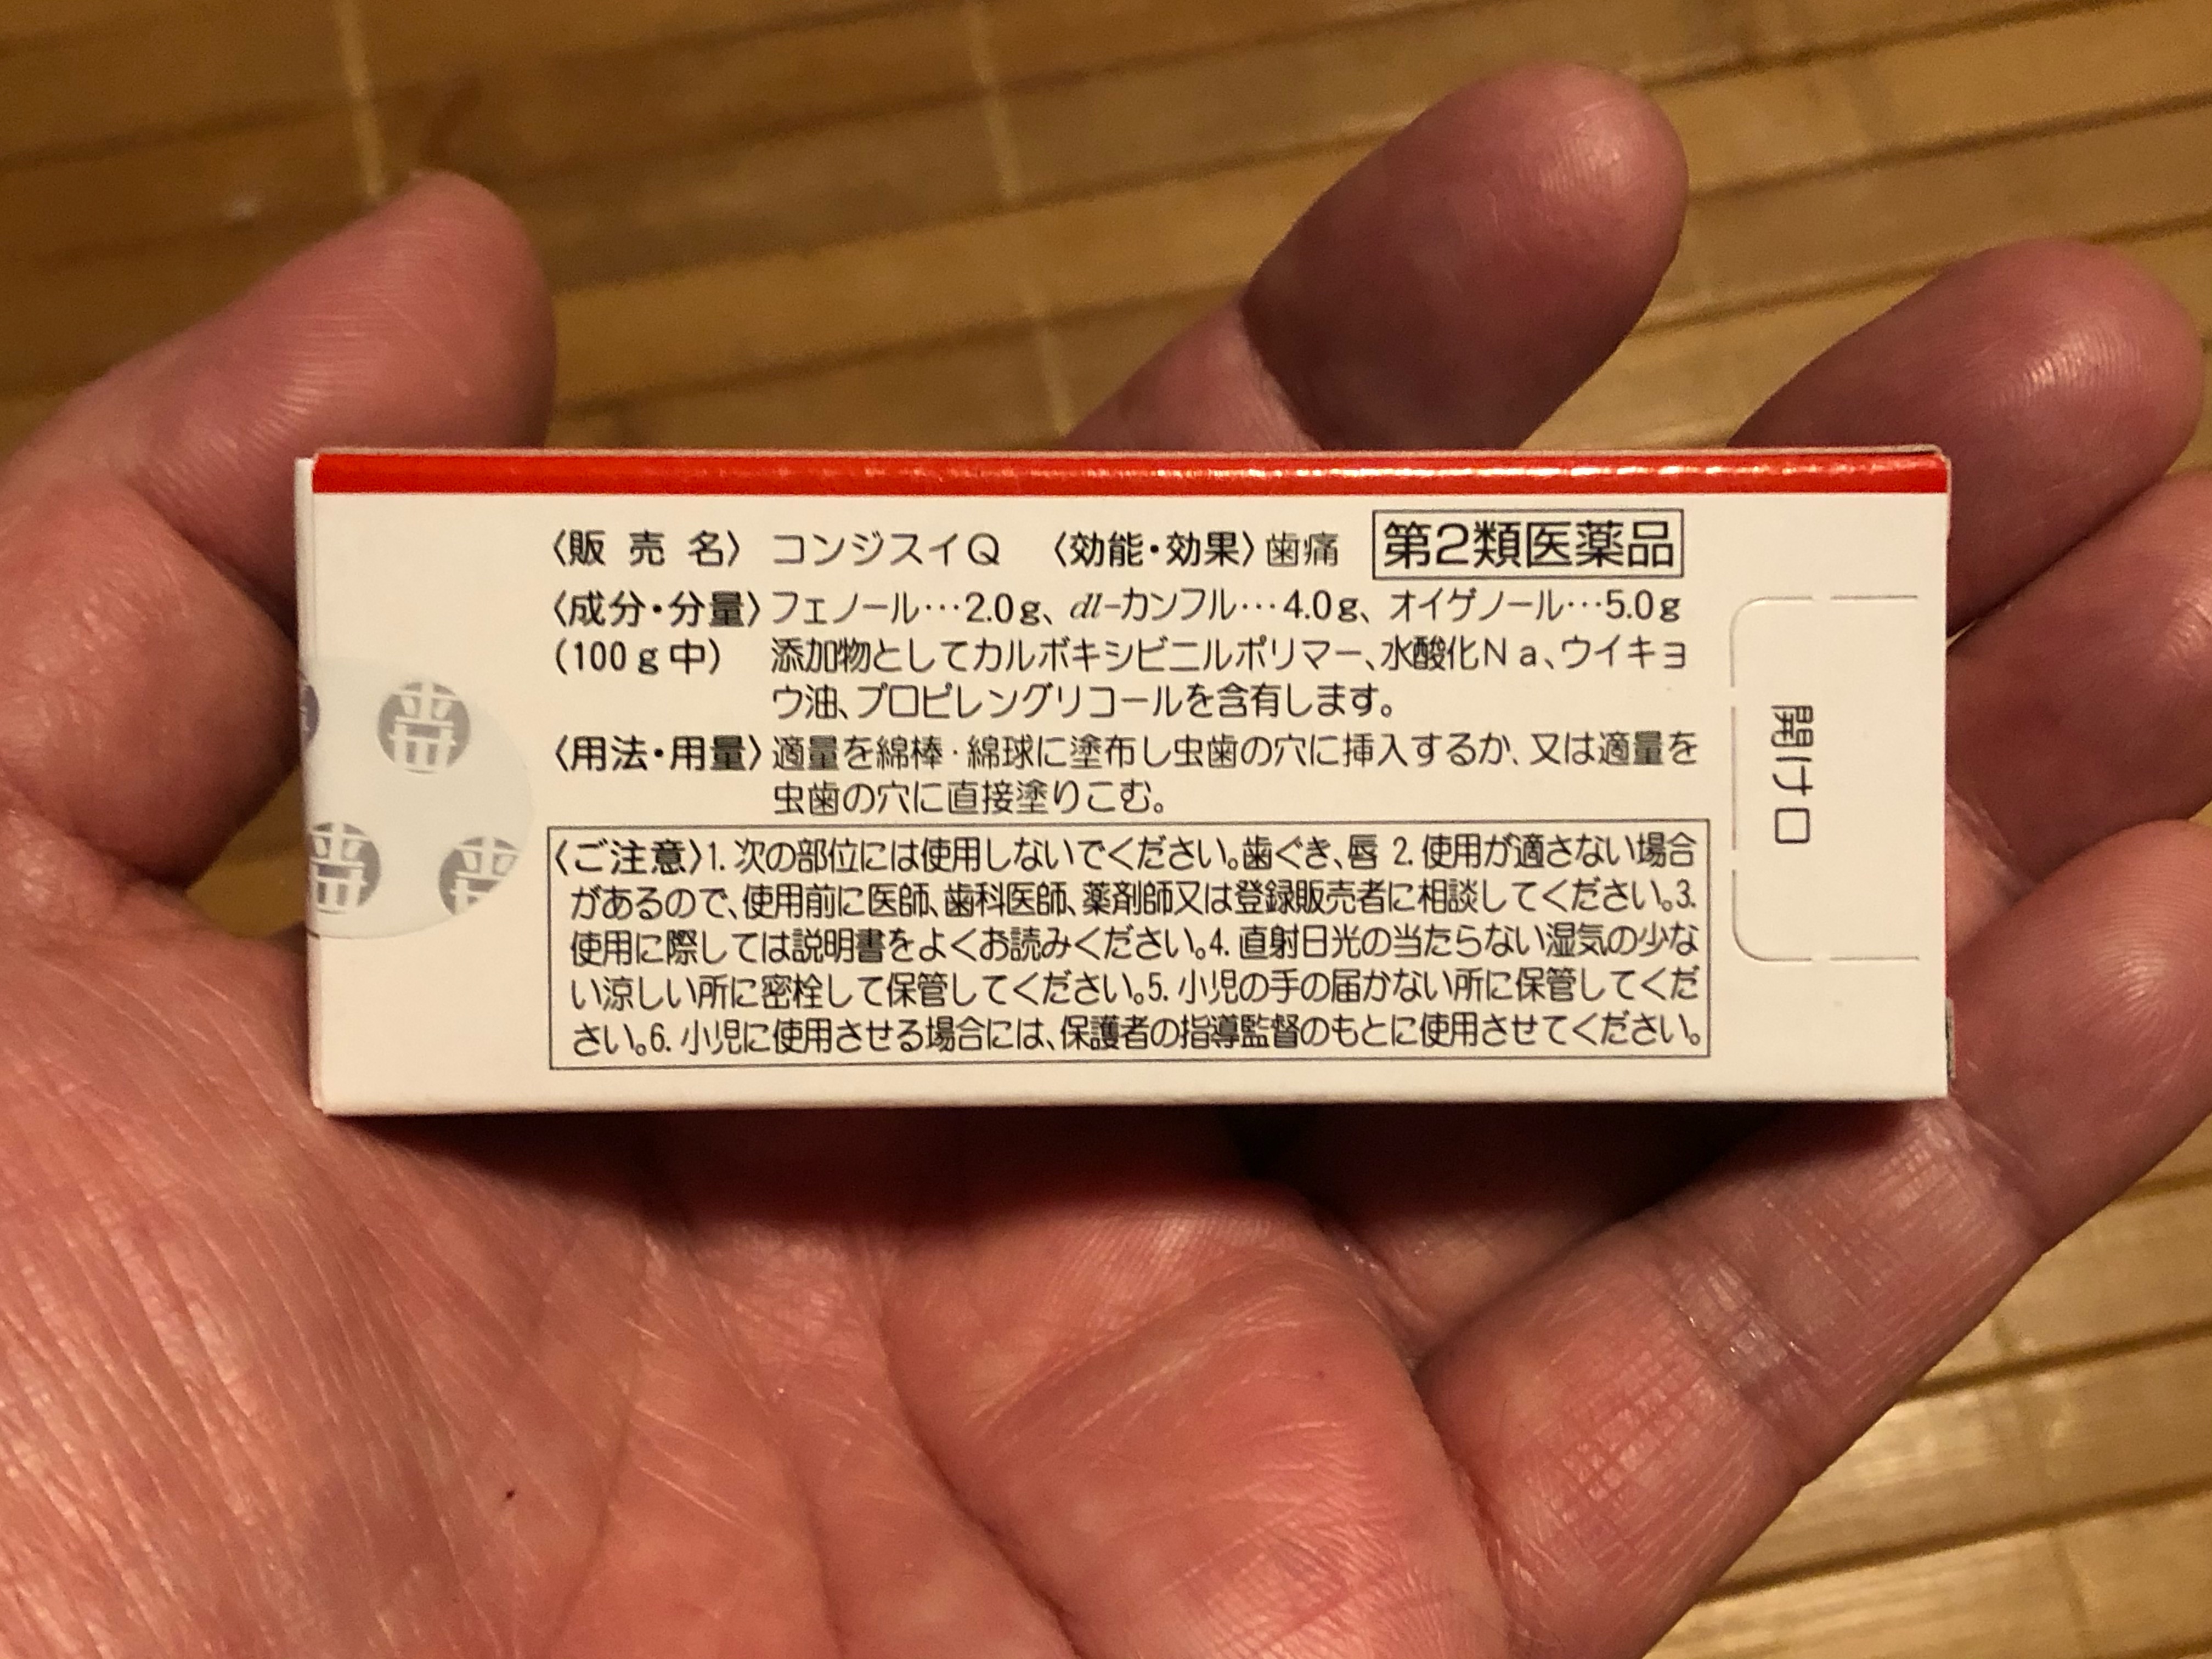 〈販売名〉 コンジスイQ 〈効能・効果〉歯痛 第2類医薬品
〈成分・分量〉フェノール…2.0g、dl-カンフル…4.0g、オイゲノール…5.0g
(100g中) 添加物としてカルボキシビニルポリマー、水酸化Na、ウイキョ
ウ油、プロピレングリコールを含有します。
〈用法・用量〉適量を綿棒・綿球に塗布し虫歯の穴に挿入するか、又は適量を
虫歯の穴に直接塗りこむ。
〈ご注意〉1. 次の部位には使用しないでください。歯ぐき、唇 2. 使用が適さない場合
があるので、使用前に医師、歯科医師、薬剤師又は登録販売者に相談してください。3.
使用に際しては説明書をよくお読みください。4. 直射日光の当たらない湿気の少な
い涼しい所に密栓して保管してください。5. 小児の手の届かない所に保管してくだ
さい。6. 小児に使用させる場合には、保護者の指導監督のもとに使用させてください。
開け口